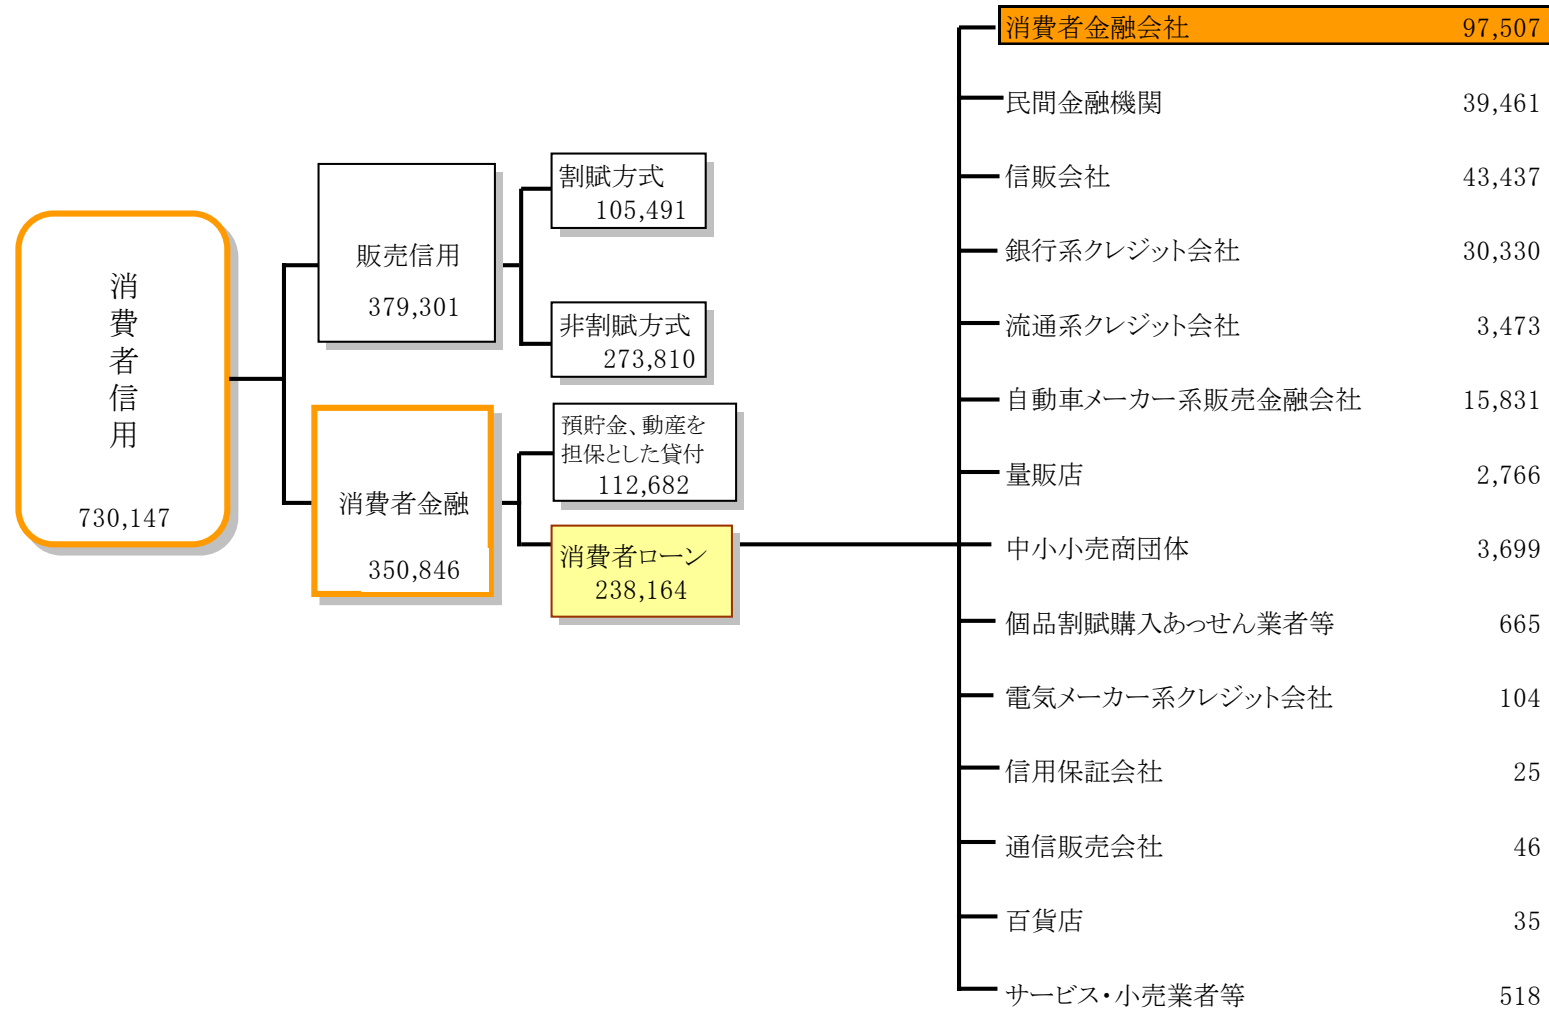 消費者信用
730,147
販売信用
379,301
消費者金融
350,846
割賦方式
105,491
非割賦方式
273,810
預貯金、動産を
担保とした貸付
112,682
消費者ローン
238,164
消費者金融会社 97,507
民間金融機関 39,461
信販会社 43,437
銀行系クレジット会社 30,330
流通系クレジット会社 3,473
自動車メーカー系販売金融会社 15,831
量販店 2,766
中小小売商団体 3,699
個品割賦購入あっせん業者等 665
電気メーカー系クレジット会社 104
信用保証会社 25
通信販売会社 46
百貨店 35
サービス・小売業者等 518